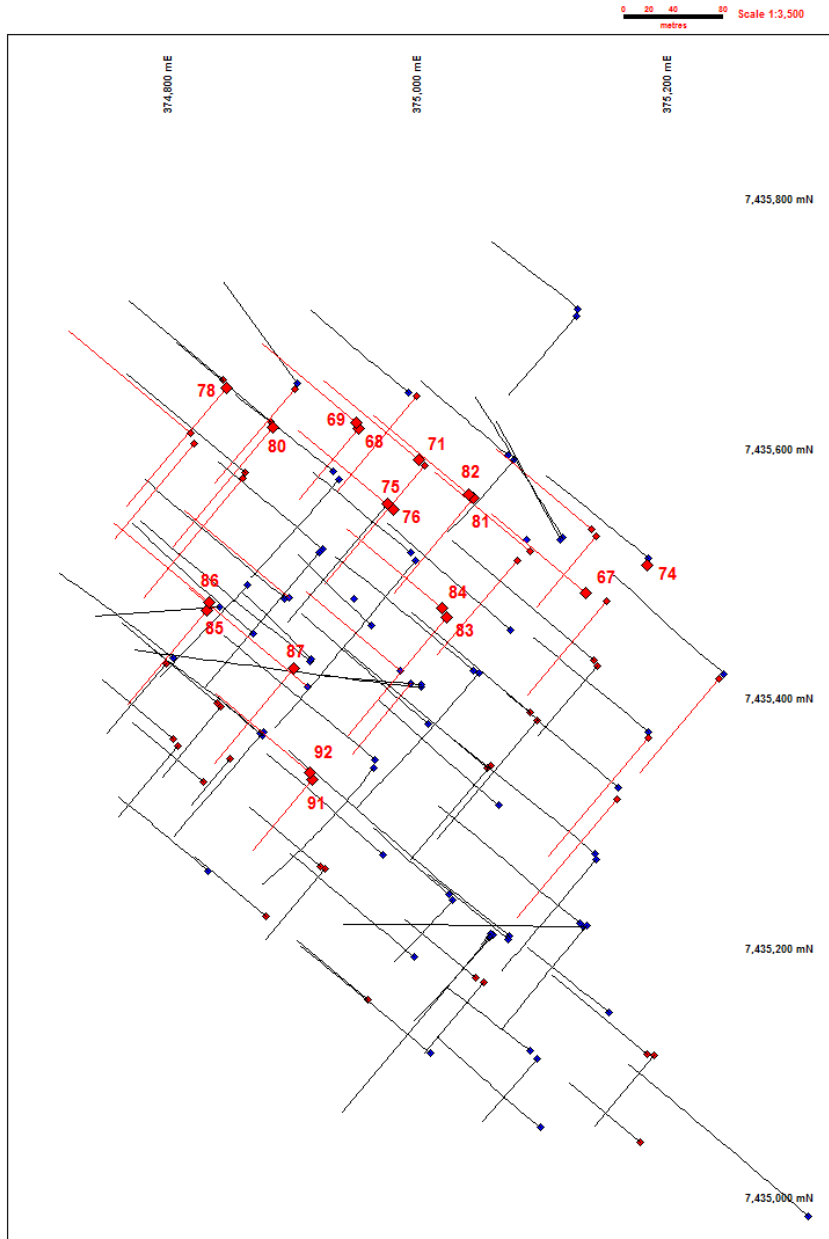 0 20 40 80
Scale 1:3,500
metres
374,800 mE
375,000 mE
375,200 mE
7,435,800 mN
78
69
80
68
71
7,435,600 mN
82
75
81
76
74
67
86
84
85
83
87
7,435,400 mN
92
91
7,435,200 mN
7,435,000 mN